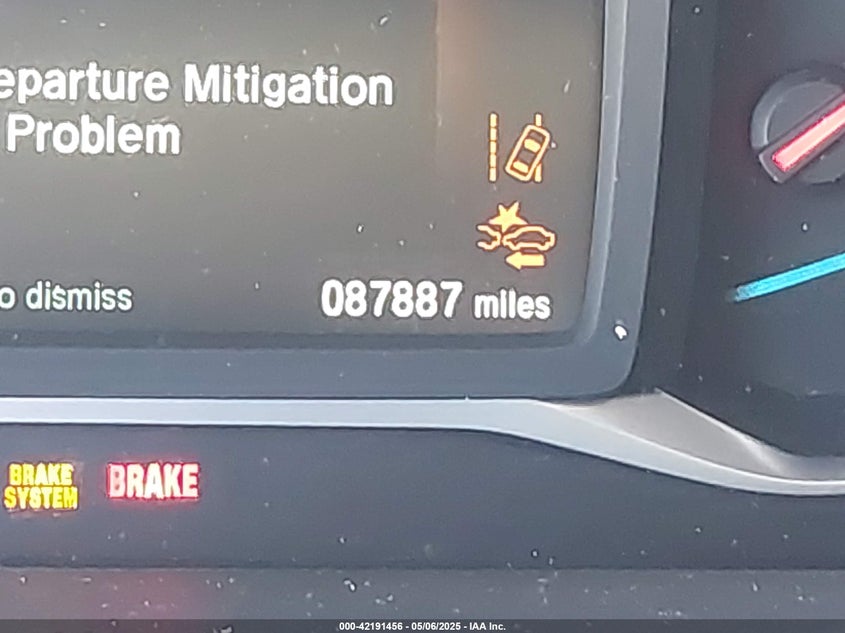 eparture Mitigation
Problem
o dismiss
087887 miles
BRAKE
SYSTEM
BRAKE
000-42191456 - 05/06/2025 - IAA Inc.